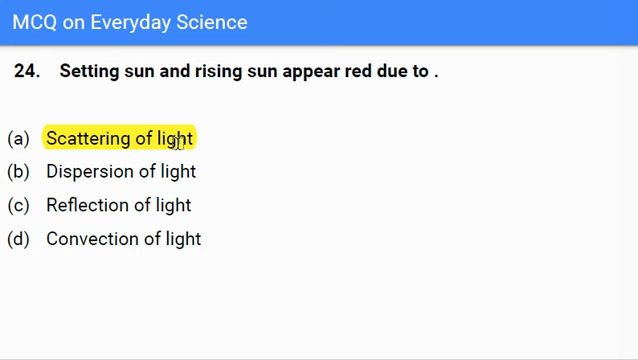 MCQ on Everyday Science
24. Setting sun and rising sun appear red due to .
(a) Scattering of light
(b) Dispersion of light
(c) Reflection of light
(d) Convection of light